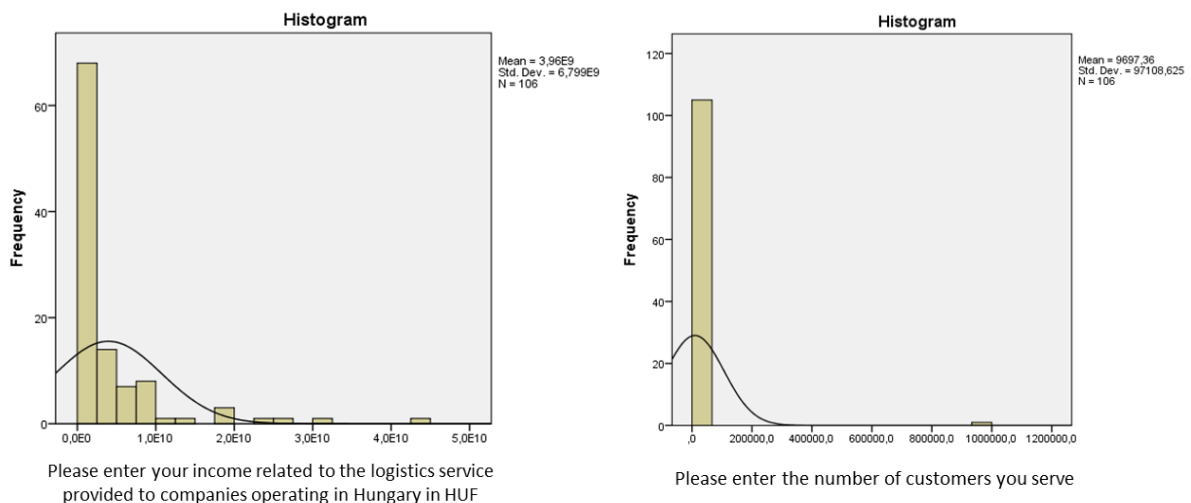 Histogram
Mean = 3,96E9
Std. Dev. = 6,799E9
N = 106
Frequency
60
40
20
0
0,0E0 1,0E10 2,0E10 3,0E10 4,0E10 5,0E10
Please enter your income related to the logistics service
provided to companies operating in Hungary in HUF
Histogram
Mean = 9697,36
Std. Dev. = 97108,625
N = 106
Frequency
120
100
80
60
40
20
0
,0 200000,0 400000,0 600000,0 800000,0 1000000,0 1200000,0
Please enter the number of customers you serve